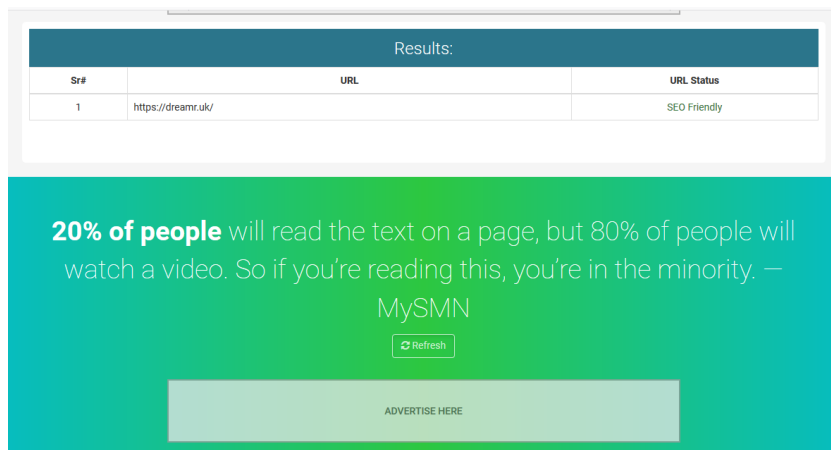 Results:
Sr# URL URL Status
1 https://dreamr.uk/ SEO Friendly
20% of people will read the text on a page, but 80% of people will
watch a video. So if you’re reading this, you’re in the minority. —
MySMN
Refresh
ADVERTISE HERE